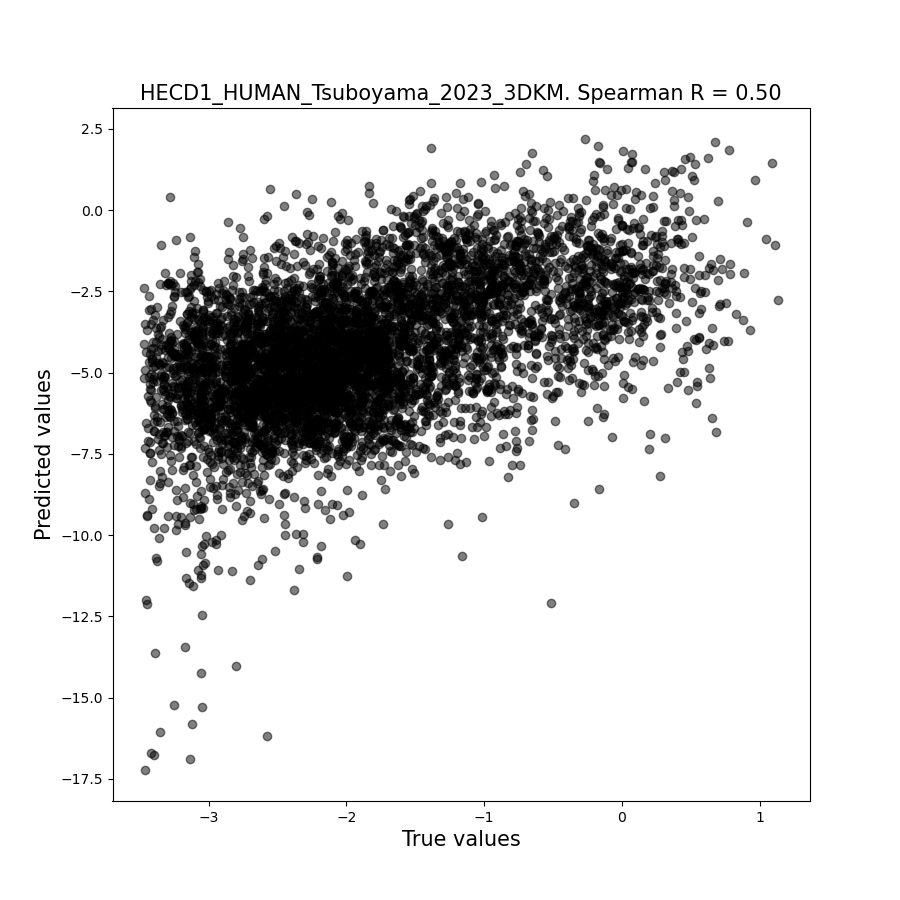 HECD1_HUMAN_Tsuboyama_2023_3DKM. Spearman R = 0.50
2.5
0.0
−2.5
−5.0
−7.5
−10.0
−12.5
−15.0
−17.5
Predicted values
−3 −2 −1 0 1
True values